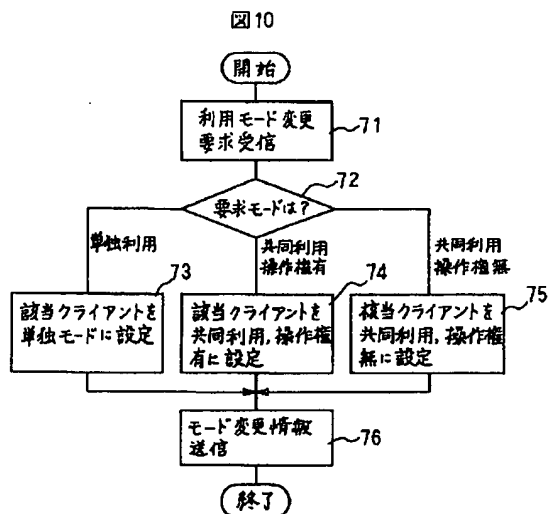 図10
開始
利用モード変更
要求受信
71
72
要求モードは?
単独利用
共同利用
操作権有
共同利用
操作権無
73
該当クライアントを
単独モードに設定
74
該当クライアントを
共同利用,操作権
有に設定
75
該当クライアントを
共同利用,操作権
無に設定
モード変更情報
送信
76
終了